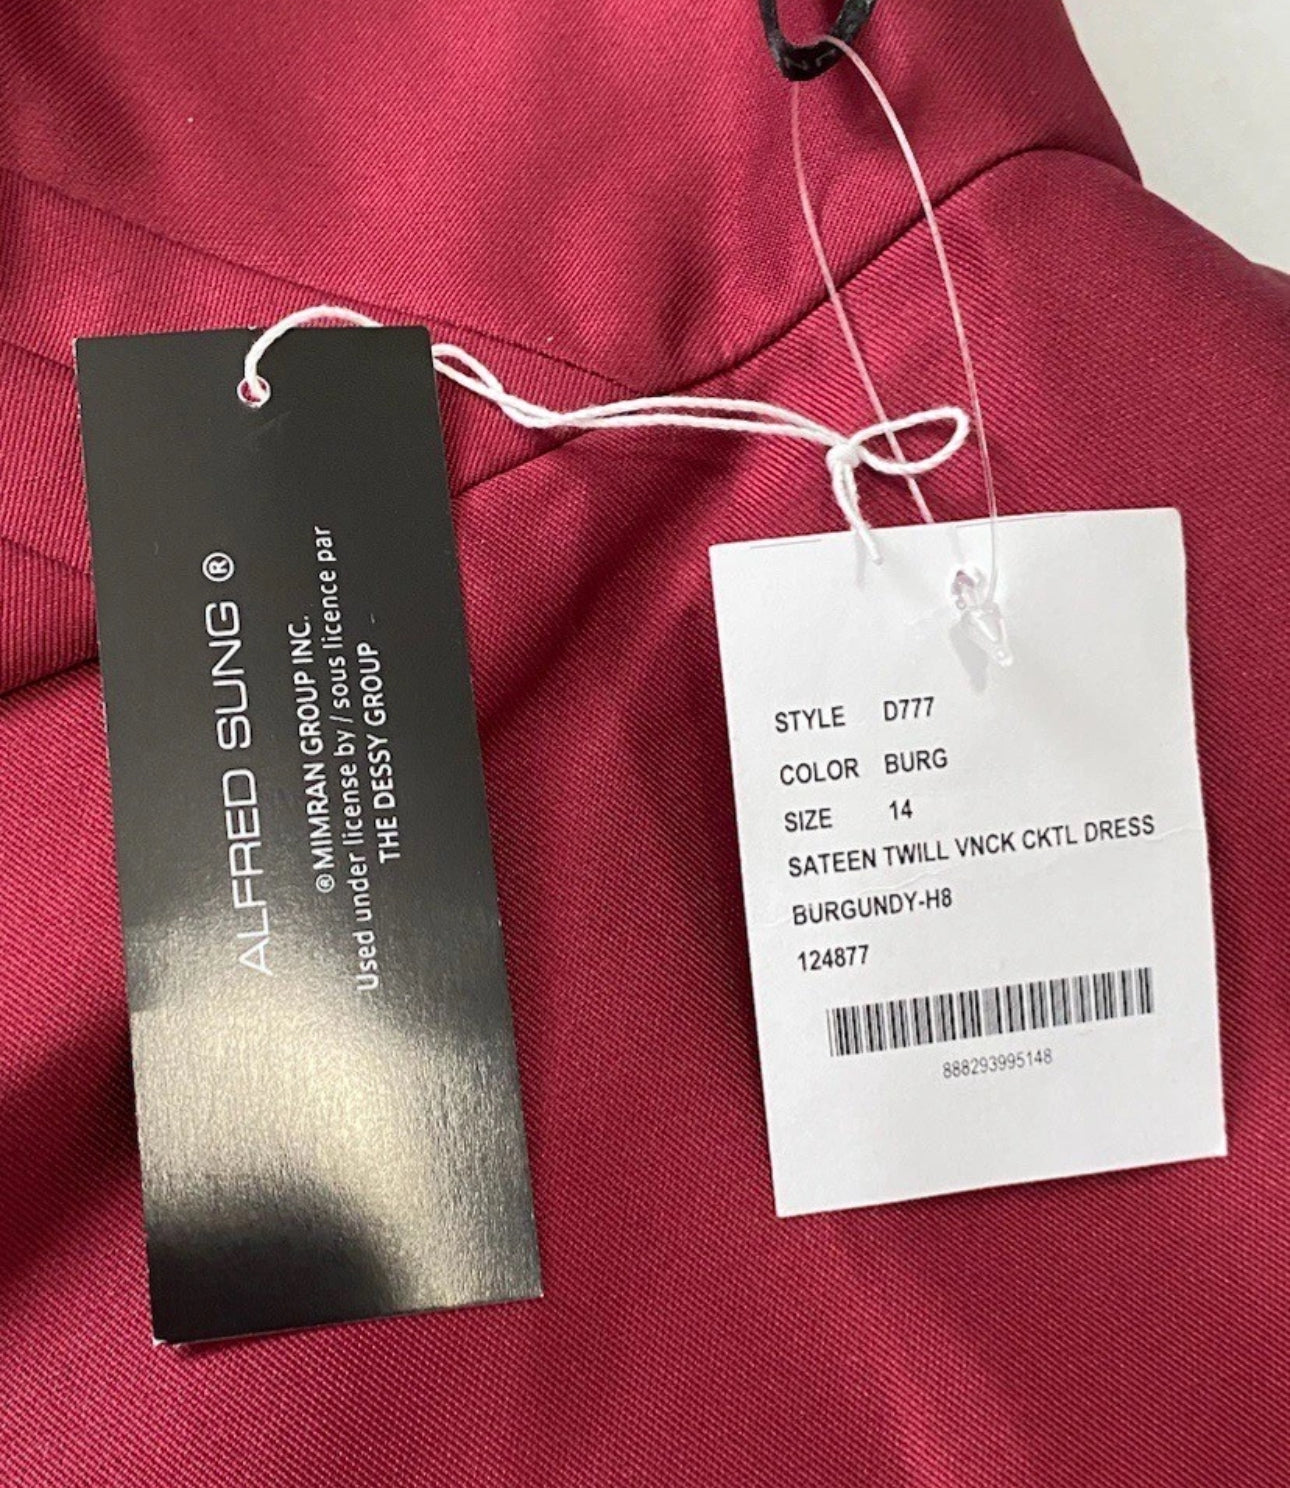 ALFRED SUNG ®
® MIMRAN GROUP INC.
Used under license by / sous licence par
THE DESSY GROUP
STYLE D777
COLOR BURG
SIZE 14
SATEEN TWILL VNCK CKTL DRESS
BURGUNDY-H8
124877
888293995148